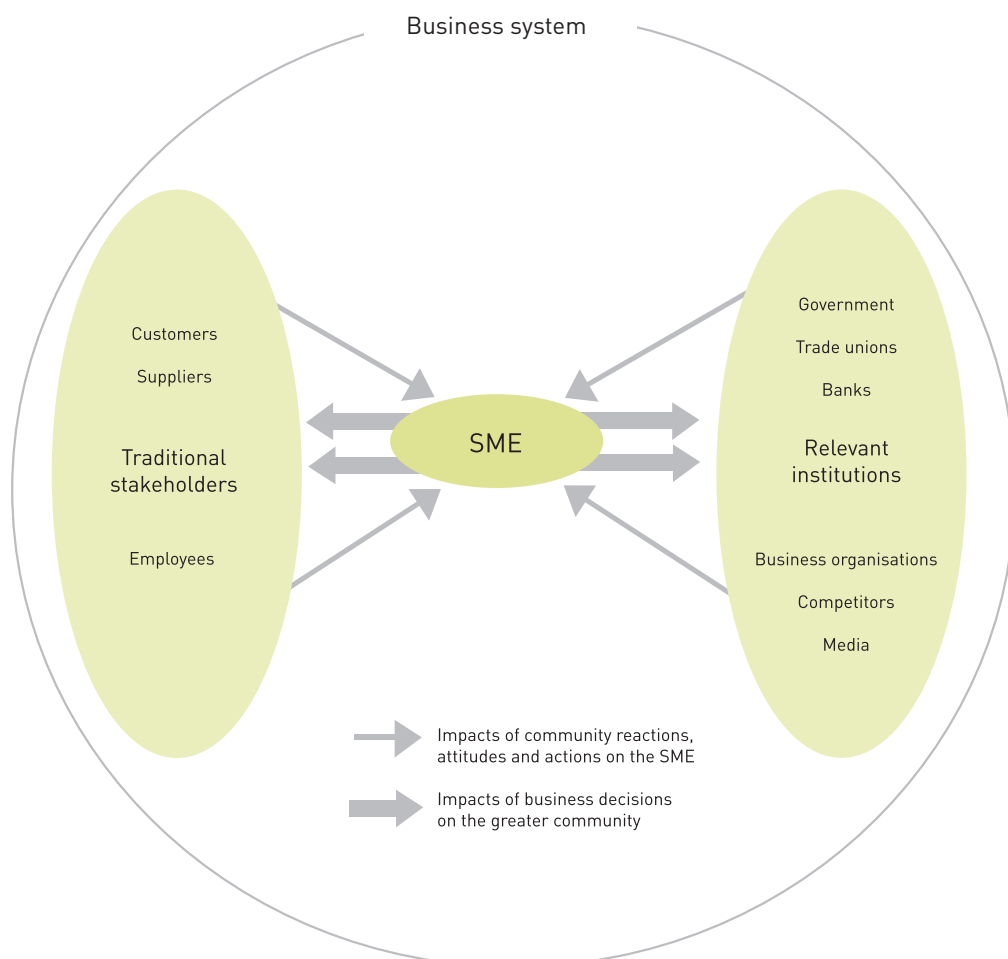 Business system
Customers
Suppliers
Traditional
stakeholders
Employees
SME
Government
Trade unions
Banks
Relevant
institutions
Business organisations
Competitors
Media
Impacts of community reactions,
attitudes and actions on the SME
Impacts of business decisions
on the greater community